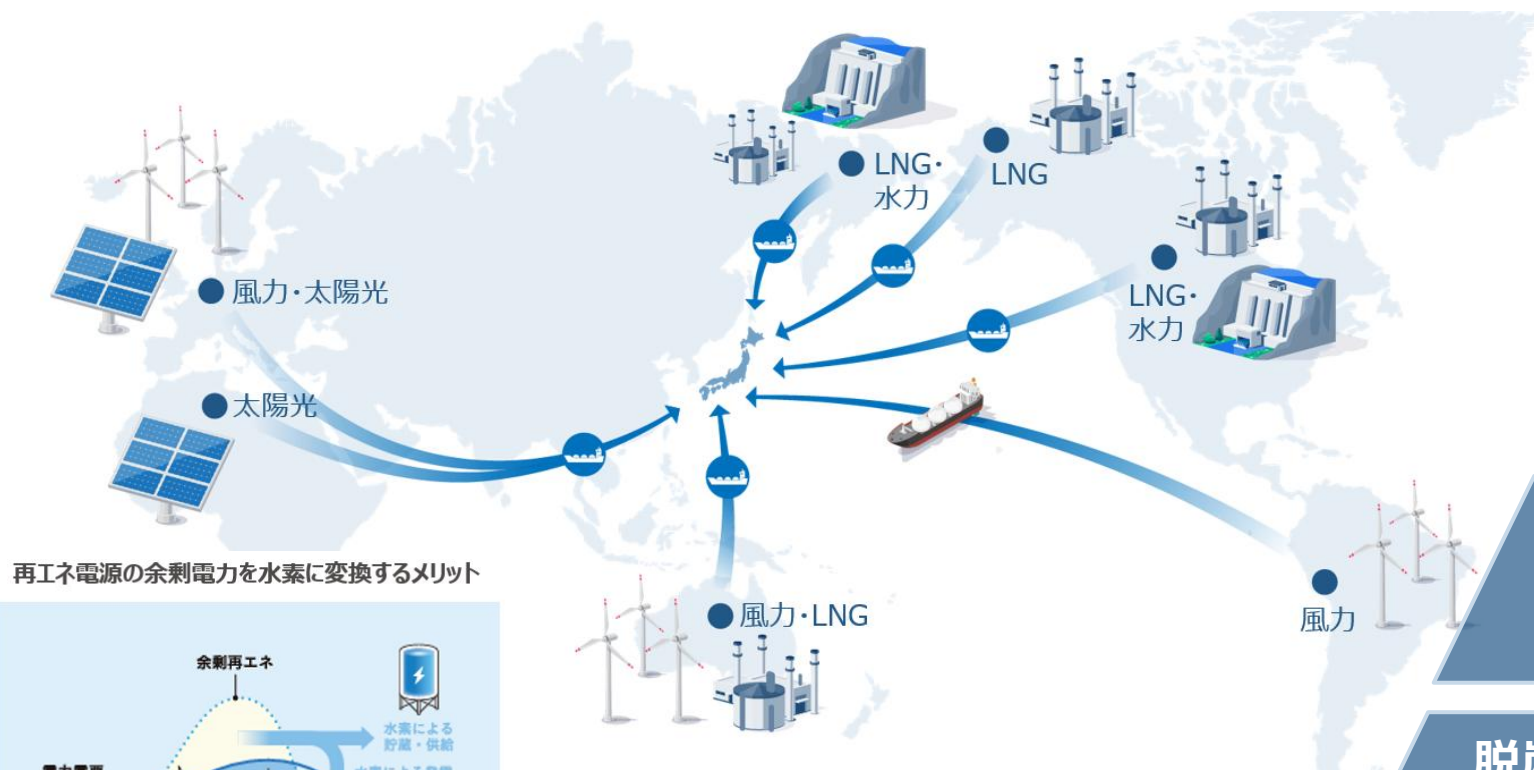 LNG・
水力
LNG
風力・太陽光
LNG・
水力
太陽光
再エネ電源の余剰電力を水素に変換するメリット
風力・LNG
風力
余剰再エネ
水素による
貯蔵・供給